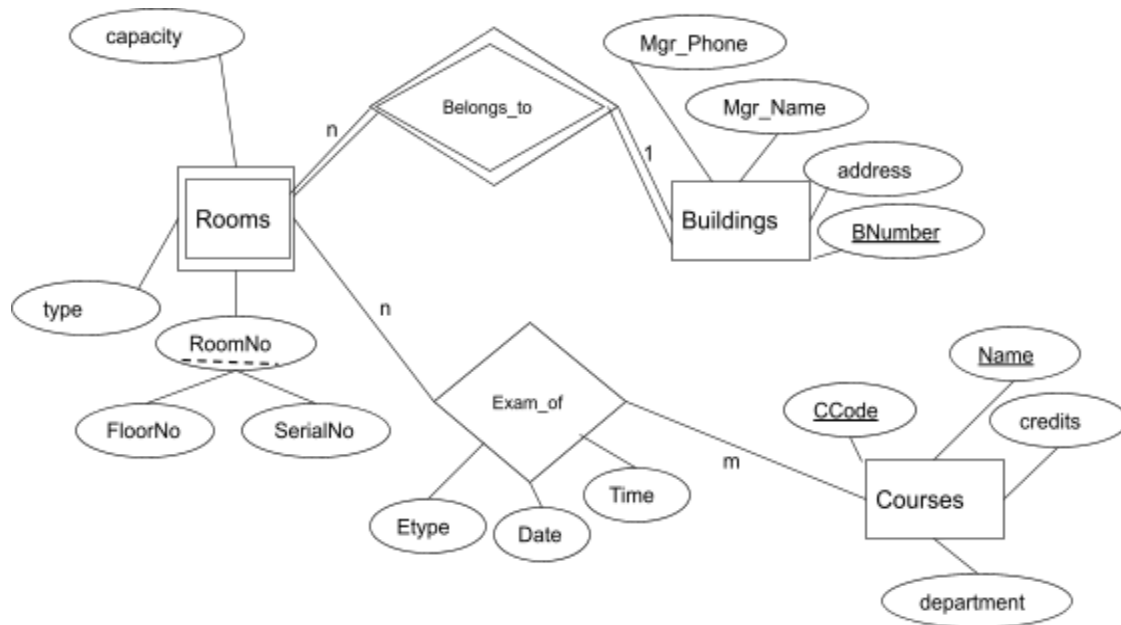 capacity
Mgr_Phone
Belongs_to
Mgr_Name
n
1
address
Rooms
Buildings
BNumber
type
n
RoomNo
Name
Exam_of
CCode
credits
FloorNo
SerialNo
m
Time
Courses
Etype
Date
department